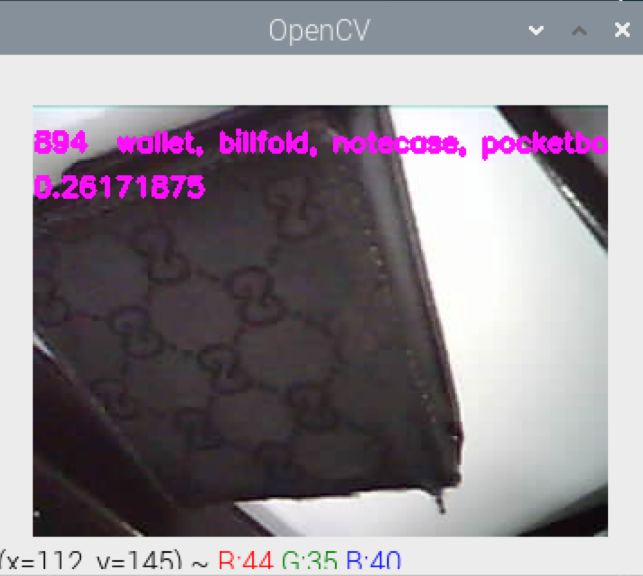 OpenCV
894 wallet, billfold, notecase, pocketbo
0.26171875
(x=112, y=145) ~ R:44 G:35 B:40